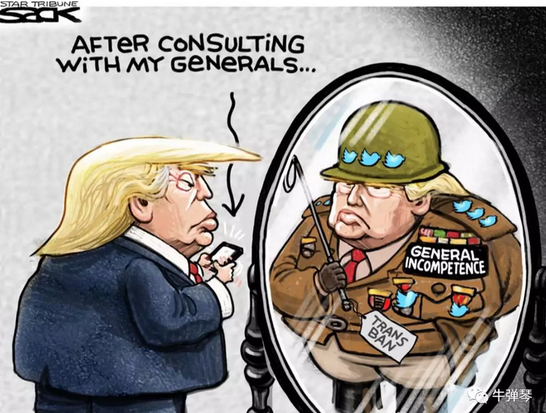 STAR TRIBUNE
SACK
AFTER CONSULTING
WITH MY GENERALS...
GENERAL
INCOMPETENCE
TRANS
BAN
牛弹琴